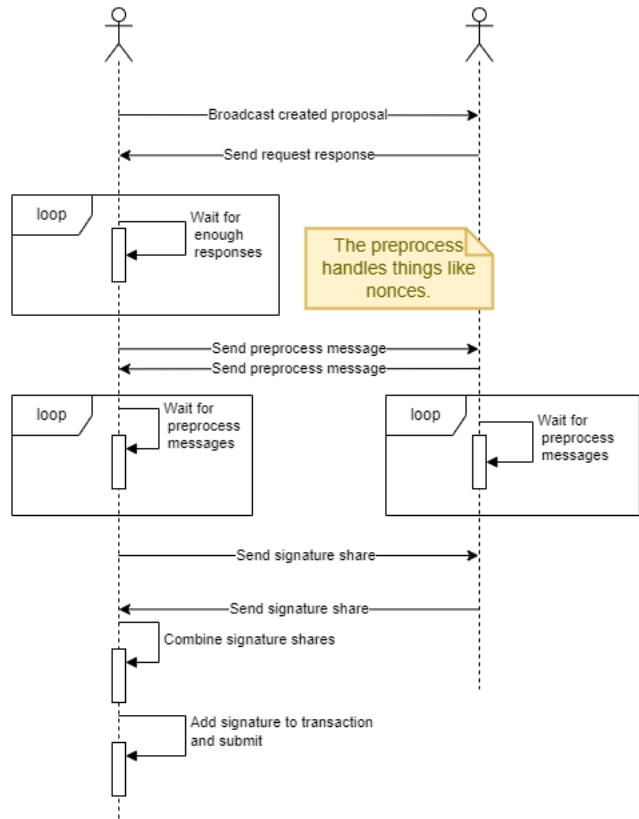 Broadcast created proposal
Send request response
loop
Wait for
enough
responses
The preprocess
handles things like
nonces.
Send preprocess message
Send preprocess message
loop
Wait for
preprocess
messages
loop
Wait for
preprocess
messages
Send signature share
Send signature share
Combine signature shares
Add signature to transaction
and submit